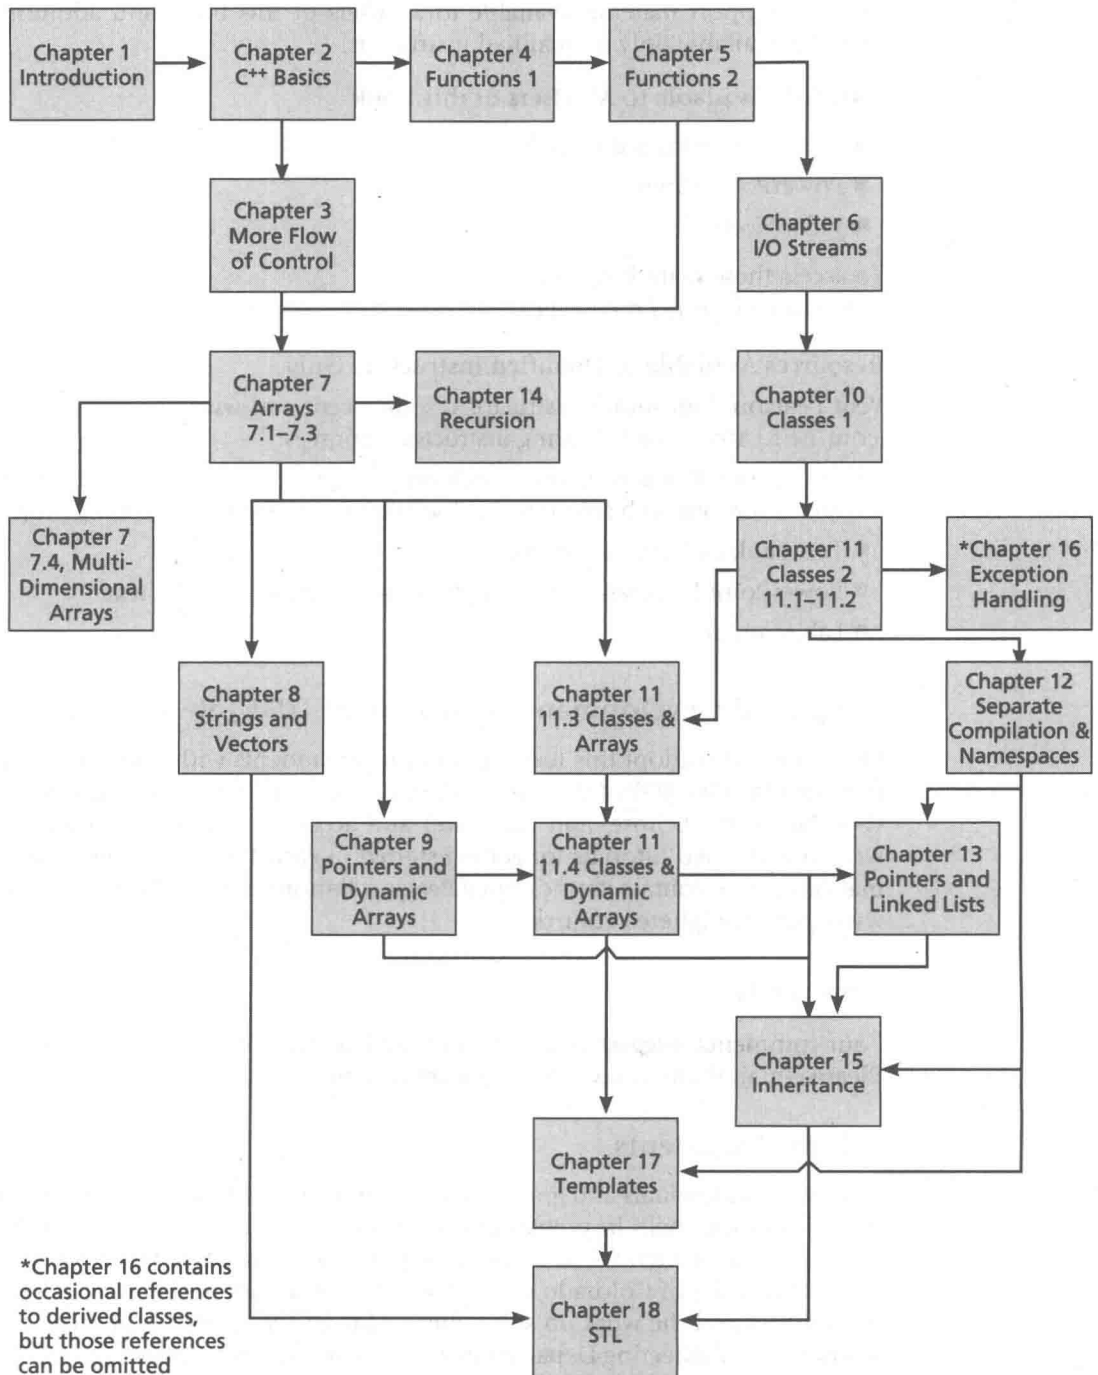 Chapter 1
Introduction
Chapter 2
C++ Basics
Chapter 4
Functions 1
Chapter 5
Functions 2
Chapter 3
More Flow
of Control
Chapter 6
I/O Streams
Chapter 7
Arrays
7.1–7.3
Chapter 14
Recursion
Chapter 10
Classes 1
Chapter 7
7.4, Multi-
Dimensional
Arrays
Chapter 11
Classes 2
11.1–11.2
*Chapter 16
Exception
Handling
Chapter 8
Strings and
Vectors
Chapter 11
11.3 Classes &
Arrays
Chapter 12
Separate
Compilation &
Namespaces
Chapter 9
Pointers and
Dynamic
Arrays
Chapter 11
11.4 Classes &
Dynamic
Arrays
Chapter 13
Pointers and
Linked Lists
Chapter 15
Inheritance
Chapter 17
Templates
Chapter 18
STL
*Chapter 16 contains
occasional references
to derived classes,
but those references
can be omitted